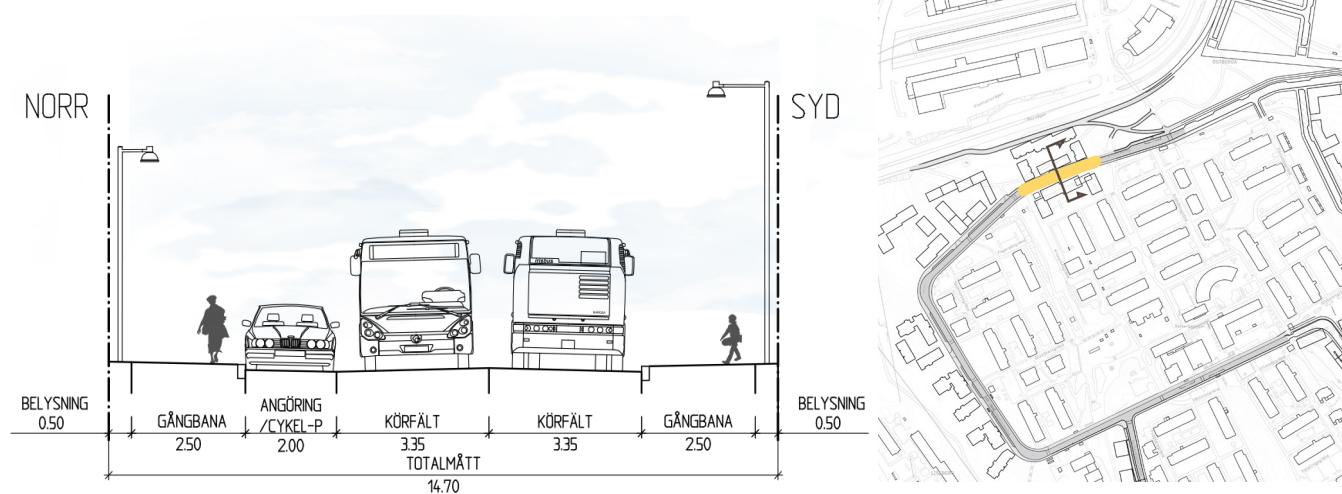 NORR
SYD
BELYSNING
0.50
GÅNGBANA
2.50
ANGÖRING
/CYKEL-P
2.00
KÖRFÄLT
3.35
KÖRFÄLT
3.35
GÅNGBANA
2.50
BELYSNING
0.50
TOTALMÅTT
14.70
ÖSTBERGA